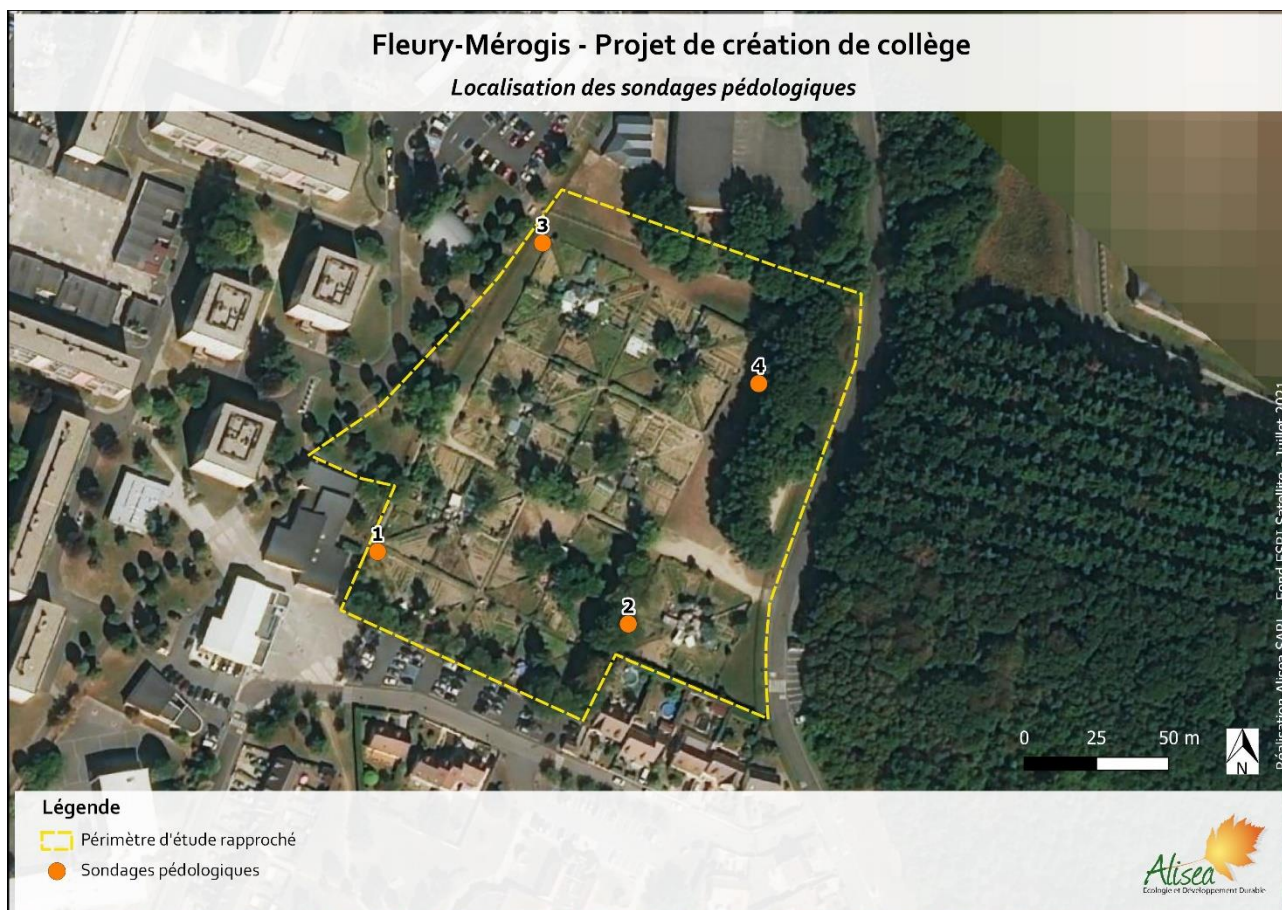 Fleury-Mérogis - Projet de création de collège
Localisation des sondages pédologiques
3
4
1
2
0 25 50 m
N
Réalisation Alisea SARL - Fond ESRI Satellite - Juillet 2021
Légende
Périmètre d'étude rapproché
Sondages pédologiques
Alisea
Ecologie et Développement Durable